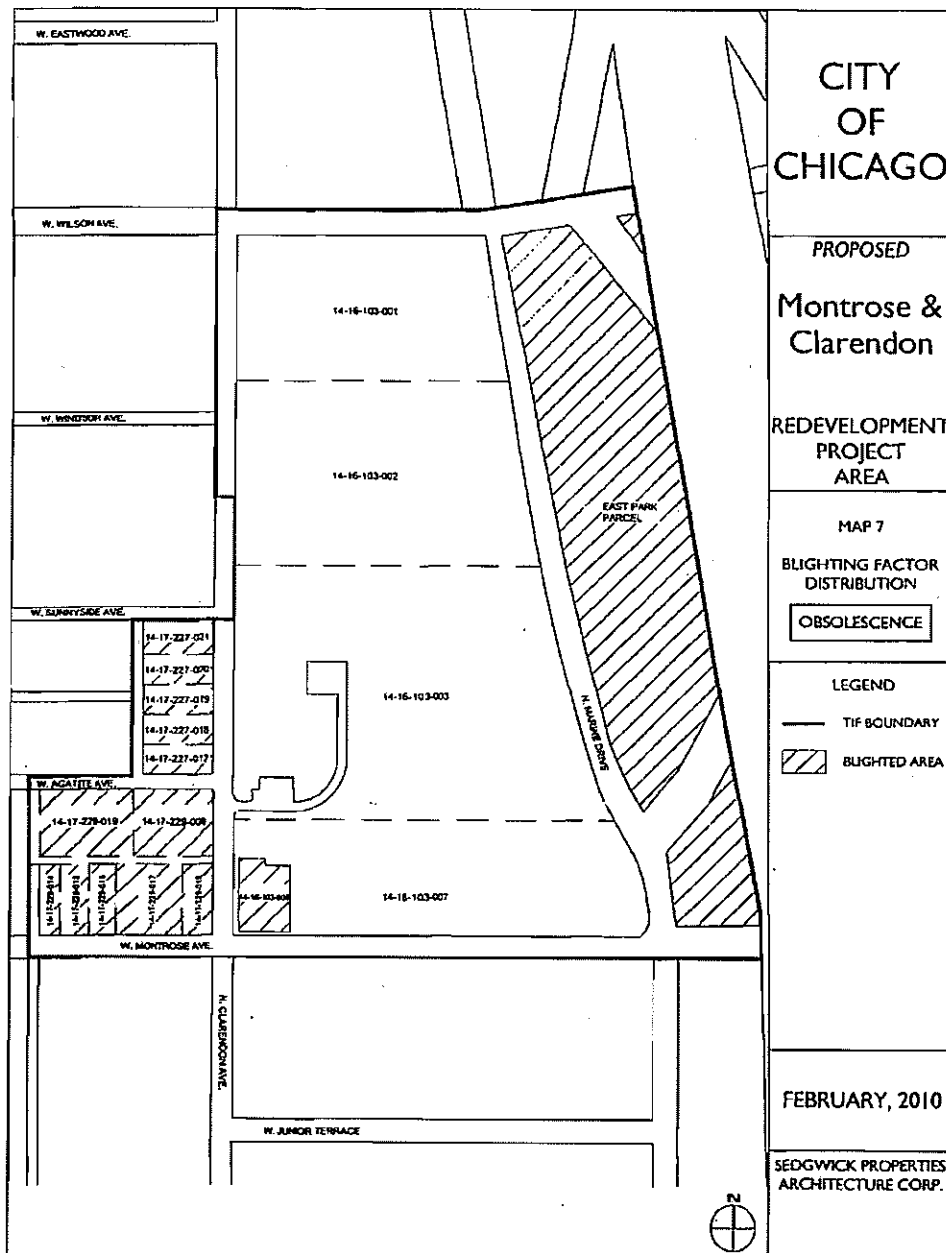 W. EASTWOOD AVE.
W. WILSON AVE.
14-16-103-001
W. WINDSOR AVE.
14-16-103-002
EAST PARK
PARCEL
W. SUNNYSIDE AVE.
14-17-227-021
14-17-227-020
14-17-227-019
14-17-227-018
14-17-227-017
14-16-103-003
N. MARINE DRIVE
W. AGATITE AVE.
14-17-229-019
14-16-103-007
W. MONTROSE AVE.
N. CLARENDON AVE.
W. JUNIOR TERRACE
CITY
OF
CHICAGO
PROPOSED
Montrose &
Clarendon
REDEVELOPMENT
PROJECT
AREA
MAP 7
BLIGHTING FACTOR
DISTRIBUTION
OBSOLESCENCE
LEGEND
TIF BOUNDARY
BLIGHTED AREA
FEBRUARY, 2010
SEDGWICK PROPERTIES
ARCHITECTURE CORP.
N